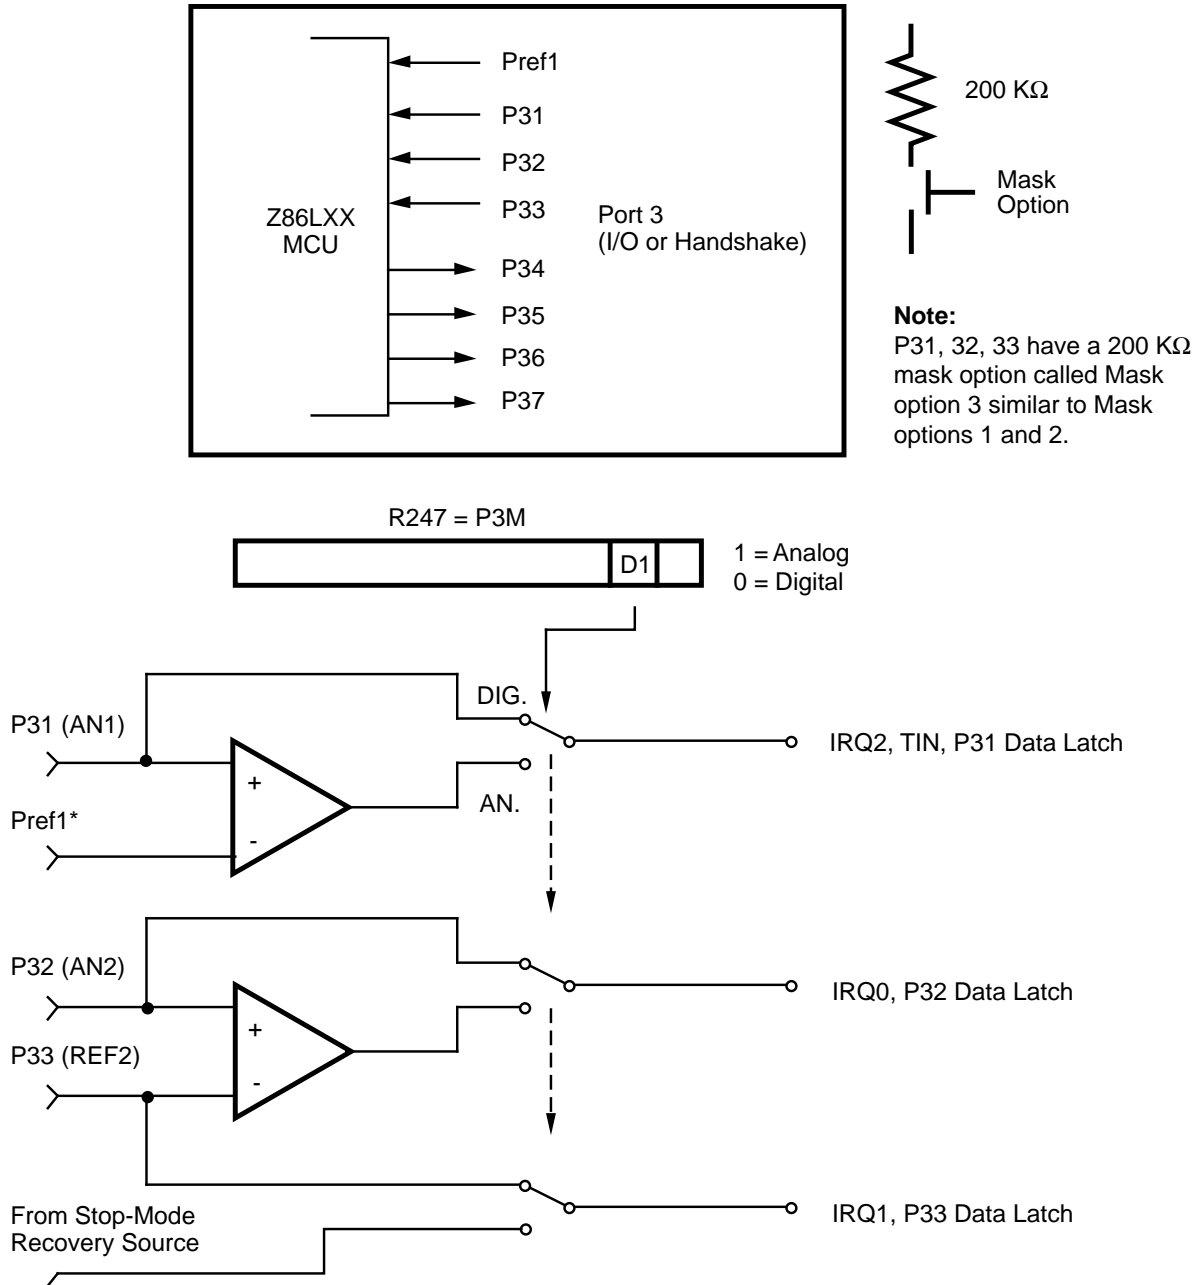 Pref1
P31
P32
P33
P34
P35
P36
P37
Z86LXX
MCU
Port 3
(I/O or Handshake)
200 KΩ
Mask
Option
Note:
P31, 32, 33 have a 200 KΩ
mask option called Mask
option 3 similar to Mask
options 1 and 2.
R247 = P3M
D1
1 = Analog
0 = Digital
DIG.
P31 (AN1)
+
-
IRQ2, TIN, P31 Data Latch
AN.
Pref1*
P32 (AN2)
+
-
IRQ0, P32 Data Latch
P33 (REF2)
From Stop-Mode
Recovery Source
IRQ1, P33 Data Latch